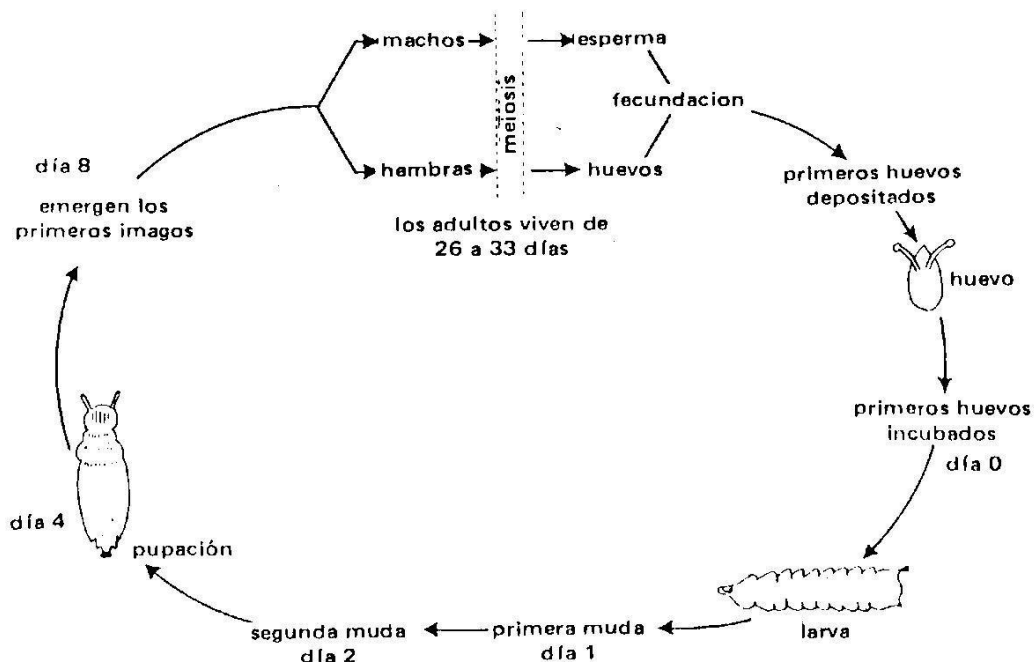 machos
meiosis
esperma
fecundacion
hembras
huevos
día 8
emergen los
primeros imagos
los adultos viven de
26 a 33 días
primeros huevos
depositados
huevo
primeros huevos
incubados
día 0
larva
primera muda
día 1
segunda muda
día 2
pupación
día 4